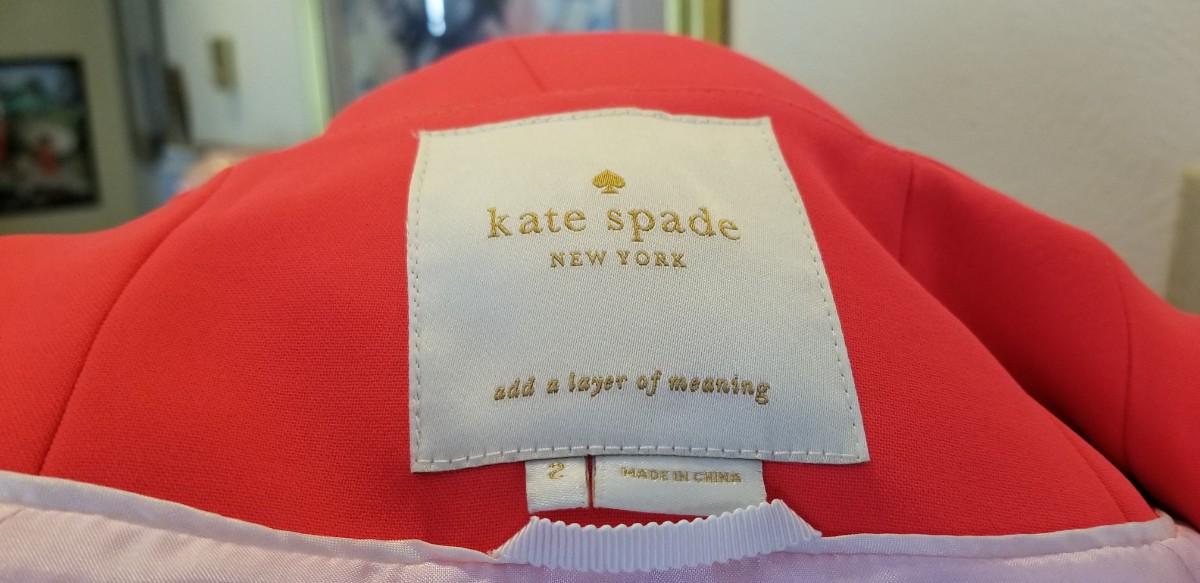 kate spade
NEW YORK
add a layer of meaning
2
MADE IN CHINA